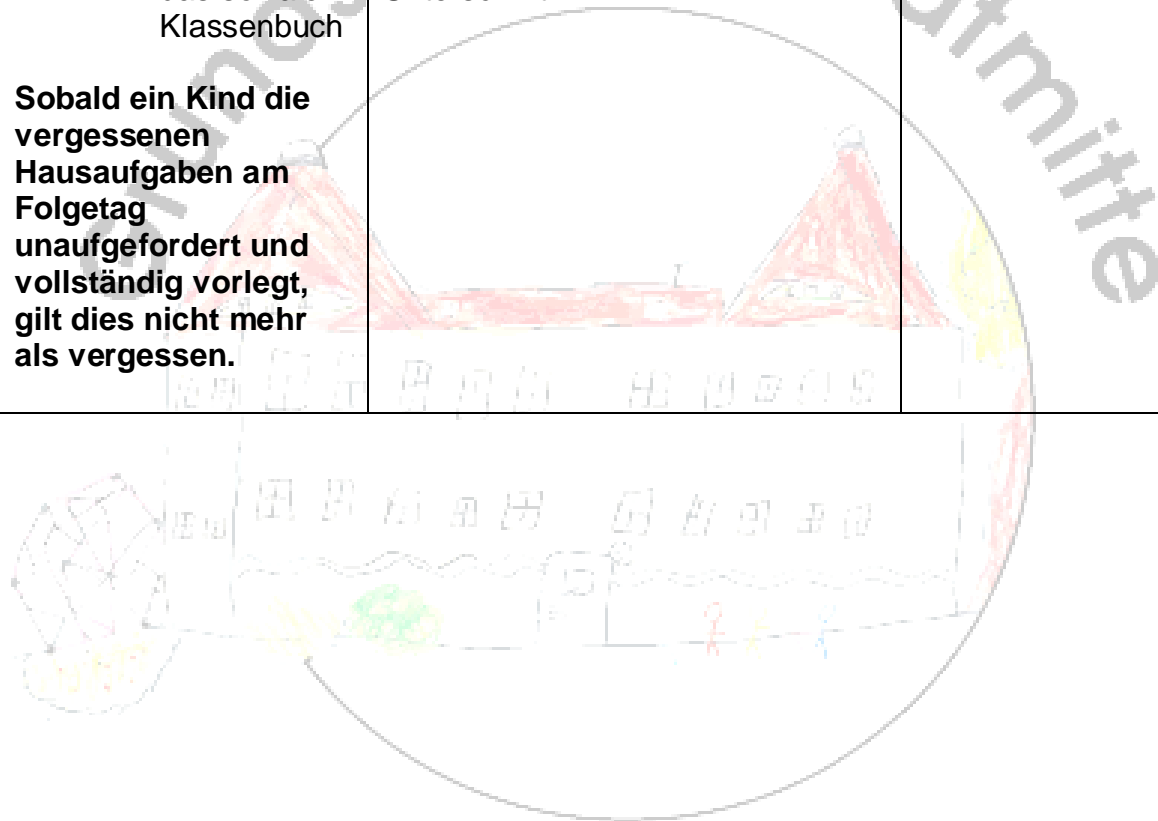 Klassenbuch
Sobald ein Kind die
vergessenen
Hausaufgaben am
Folgetag
unaufgefordert und
vollständig vorlegt,
gilt dies nicht mehr
als vergessen.